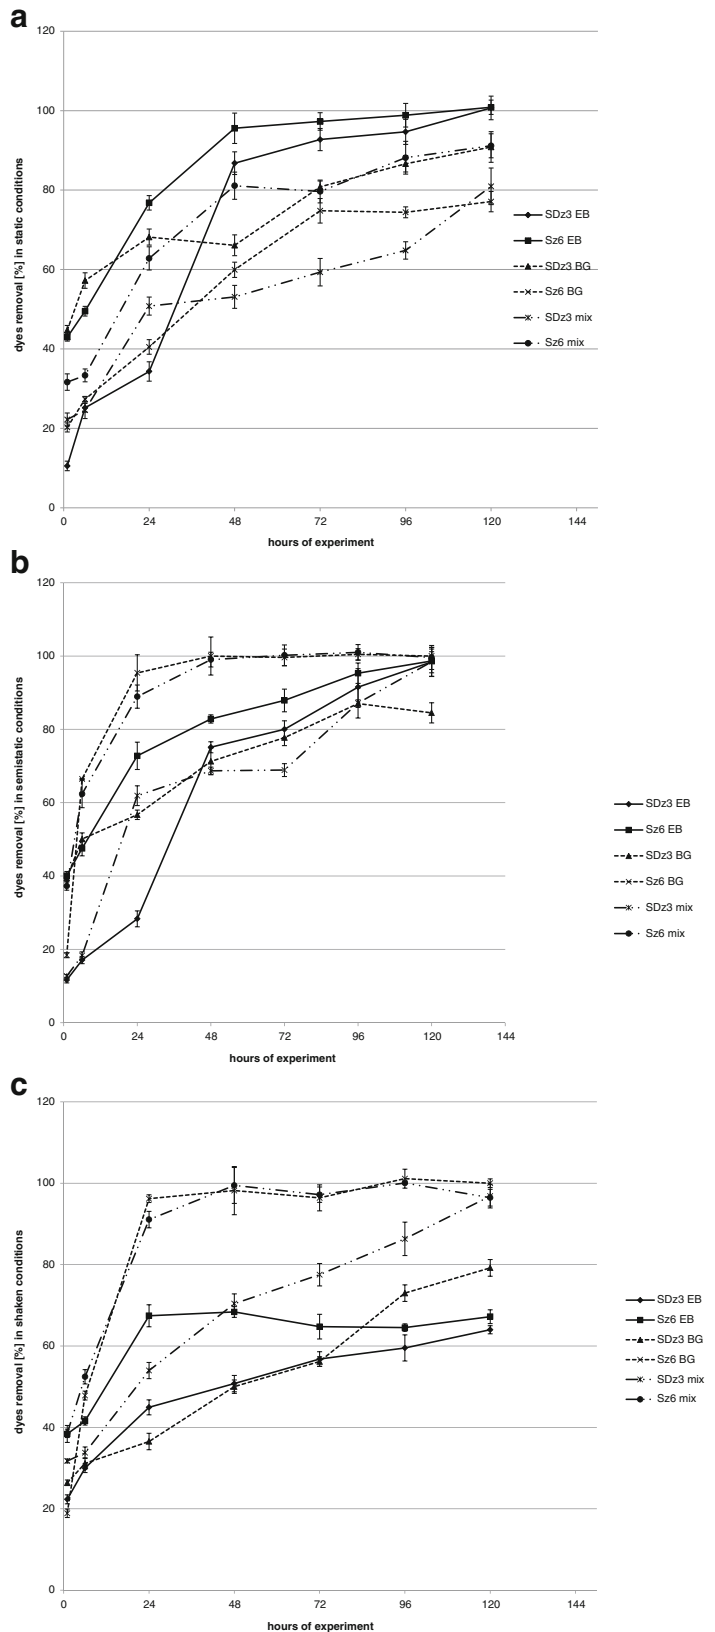 a
120
100
80
60
40
20
0
dyes removal [%] in static conditions
0 24 48 72 96 120 144
hours of experiment
SDz3 EB
Sz6 EB
SDz3 BG
Sz6 BG
SDz3 mix
Sz6 mix
b
120
100
80
60
40
20
0
dyes removal [%] in semistatic conditions
0 24 48 72 96 120 144
hours of experiment
SDz3 EB
Sz6 EB
SDz3 BG
Sz6 BG
SDz3 mix
Sz6 mix
c
120
100
80
60
40
20
0
dyes removal [%] in shaken conditions
0 24 48 72 96 120 144
hours of experiment
SDz3 EB
Sz6 EB
SDz3 BG
Sz6 BG
SDz3 mix
Sz6 mix